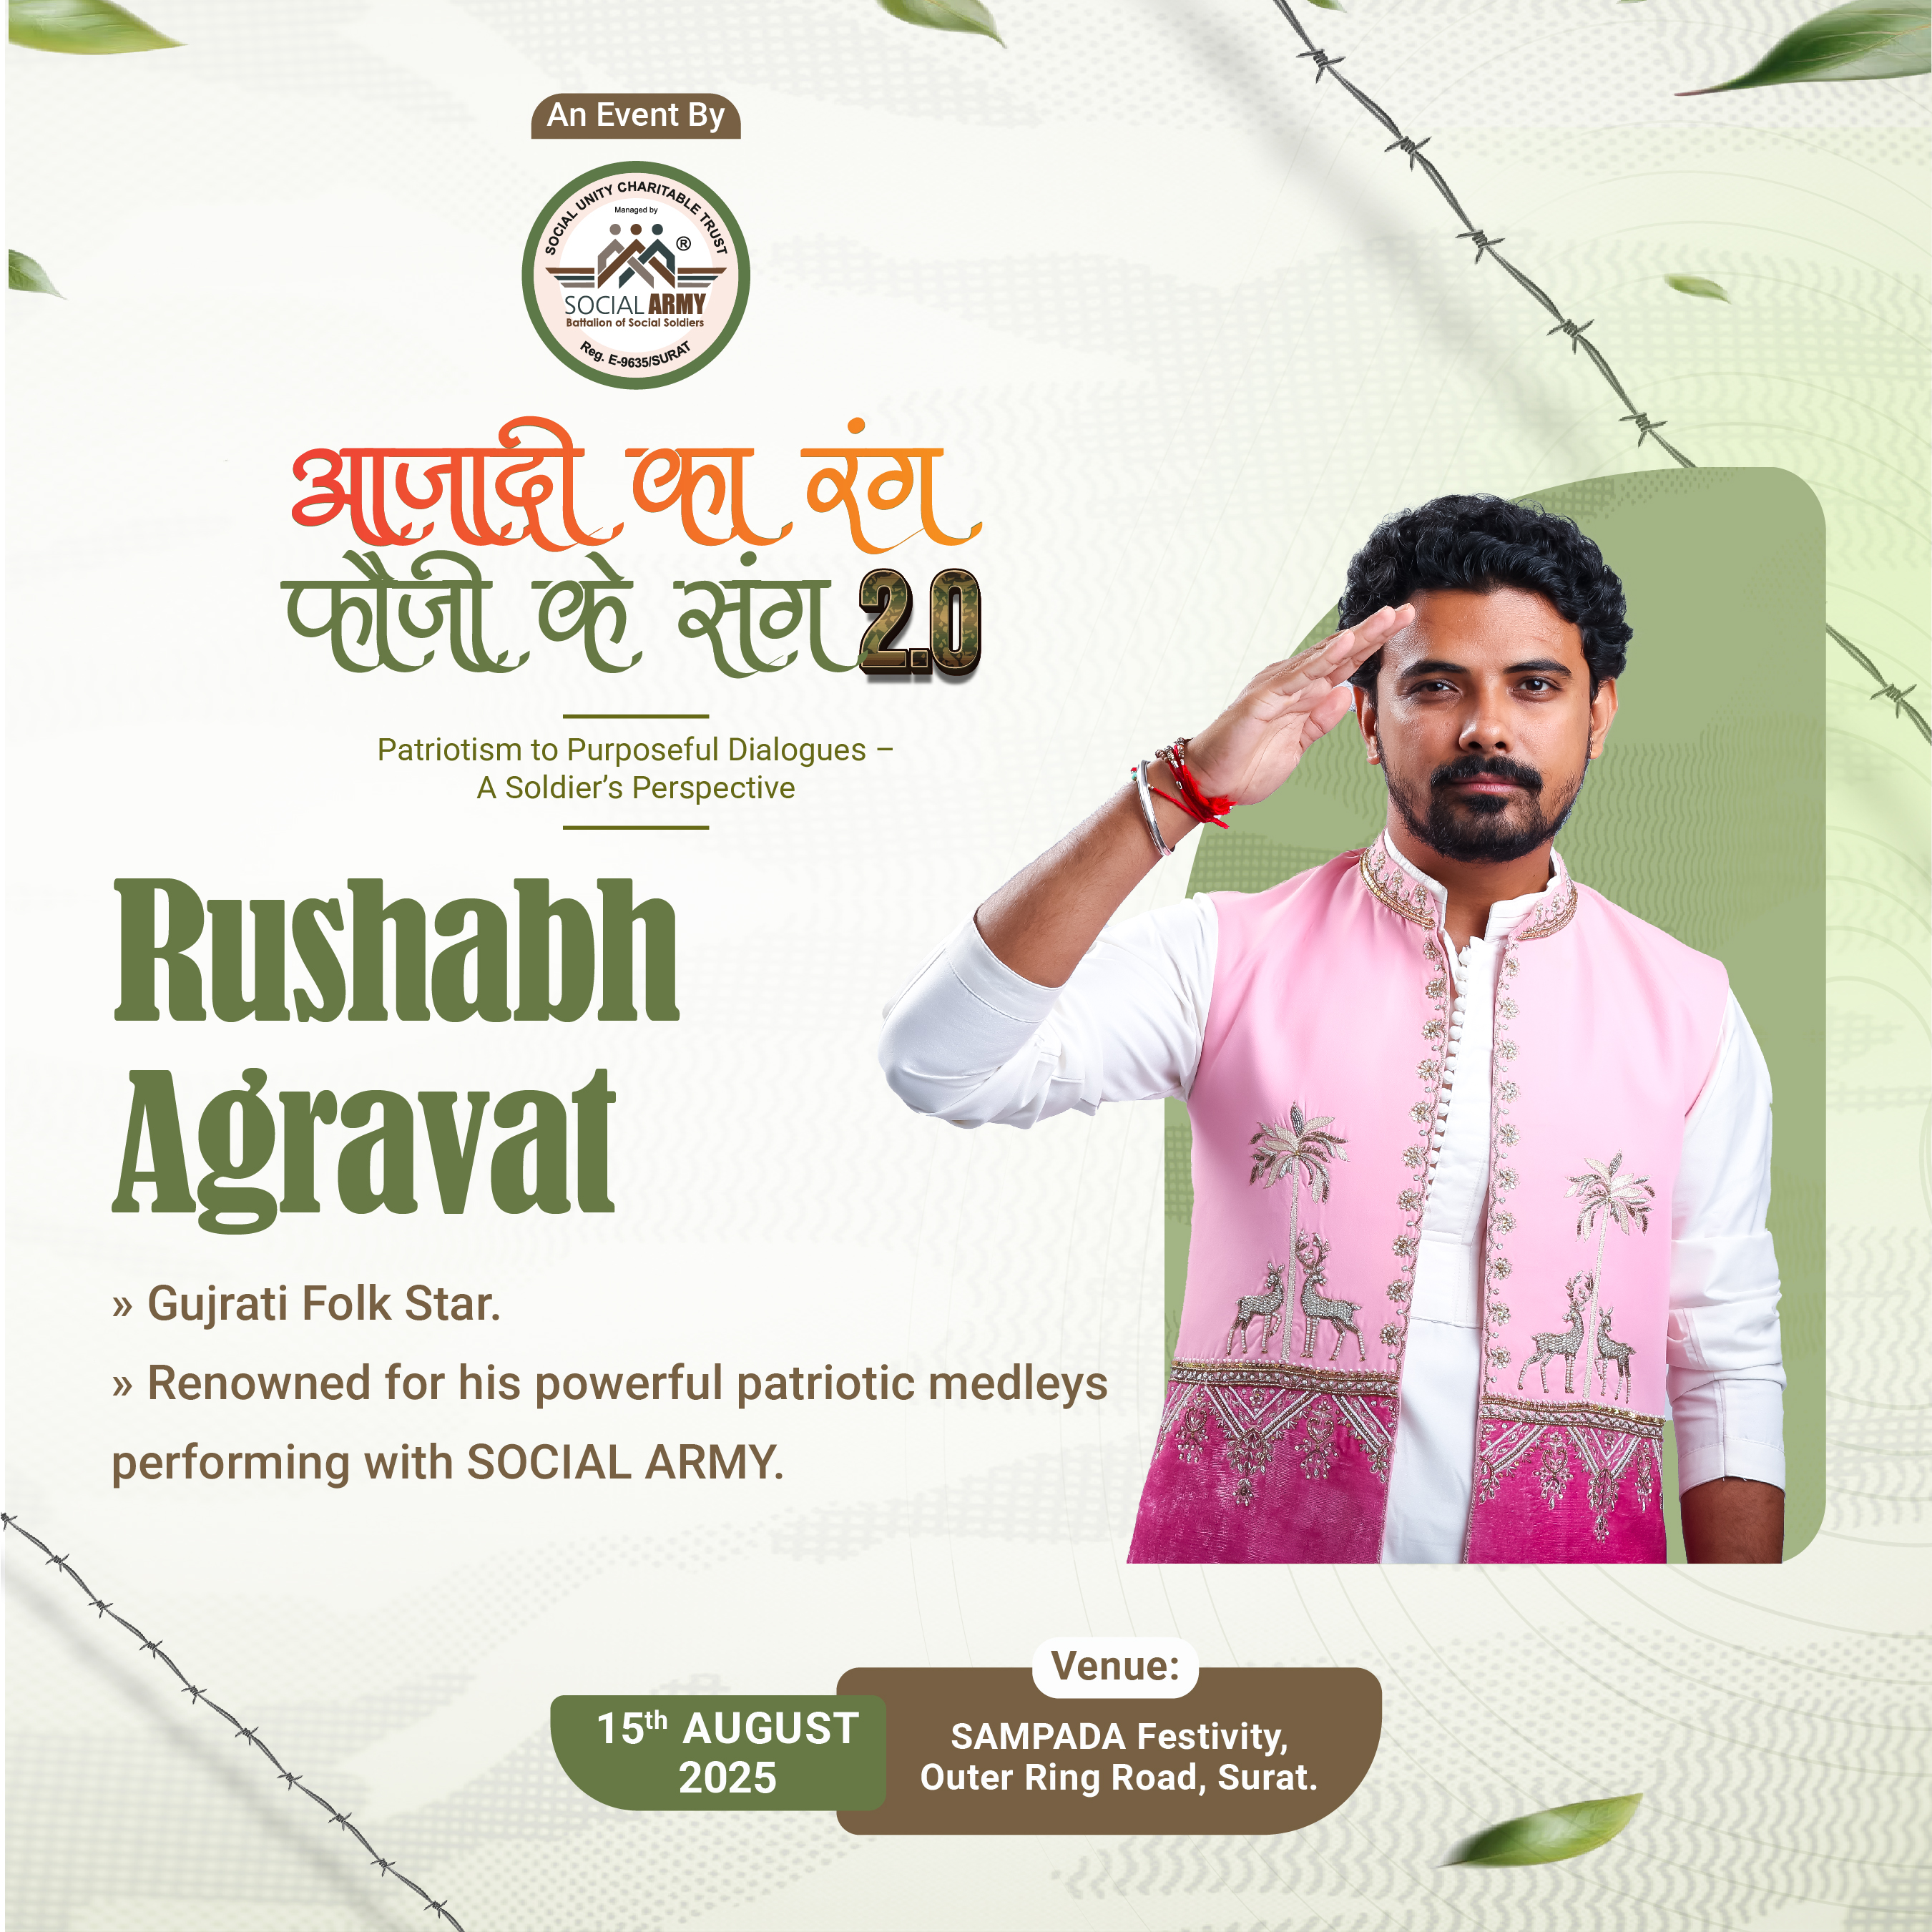 An Event By
SOCIAL UNITY CHARITABLE TRUST
Managed by
®
SOCIAL ARMY
Battalion of Social Soldiers
Reg. E-9635/SURAT
आज़ादी का रंग
फौजी के संग 2.0
Patriotism to Purposeful Dialogues –
A Soldier’s Perspective
Rushabh
Agravat
» Gujrati Folk Star.
» Renowned for his powerful patriotic medleys
performing with SOCIAL ARMY.
15th AUGUST
2025
Venue:
SAMPADA Festivity,
Outer Ring Road, Surat.